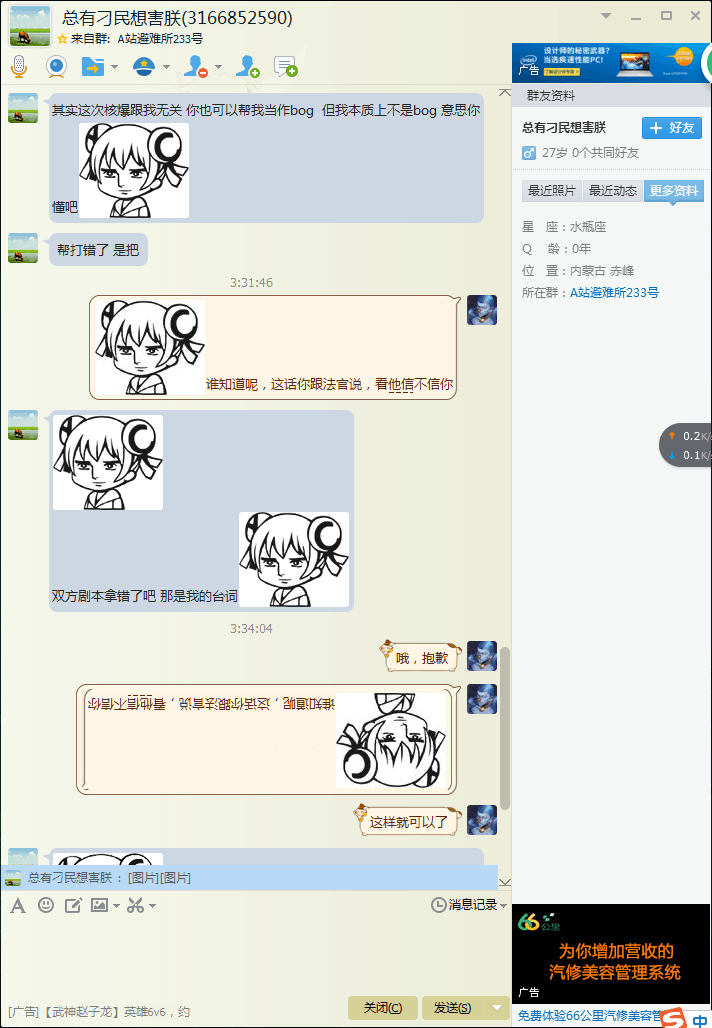 总有刁民想害朕(3166852590)
来自群: A站避难所233号
其实这次核爆跟我无关 你也可以帮我当作bog 但我本质上不是bog 意思你
懂吧
帮打错了 是把
3:31:46
谁知道呢，这话你跟法官说，看他信不信你
双方剧本拿错了吧 那是我的台词
3:34:04
哦，抱歉
谁知道呢，这话你跟法官说，看他信不信你
这样就可以了
总有刁民想害朕： [图片][图片]
消息记录
[广告]【武神赵子龙】英雄6v6，约
关闭(C)
发送(S)
设计师的秘密武器?
当选疾速性能PC!
广告
群友资料
总有刁民想害朕
+ 好友
27岁 0个共同好友
最近照片
最近动态
更多资料
星 座：水瓶座
Q 龄：0年
位 置：内蒙古 赤峰
所在群：A站避难所233号
0.2K/s
0.1K/s
66公里
为你增加营收的
汽修美容管理系统
广告
免费体验66公里汽修美容管
中